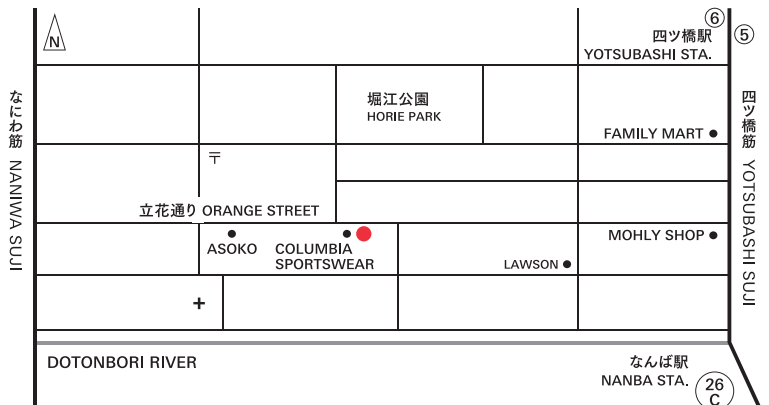 N
⑥
四ツ橋駅
YOTSUBASHI STA.
⑤
堀江公園
HORIE PARK
なにわ筋 NANIWA SUJI
四ツ橋筋 YOTSUBASHI SUJI
FAMILY MART
〒
立花通り ORANGE STREET
ASOKO
COLUMBIA
SPORTSWEAR
MOHLY SHOP
LAWSON
DOTONBORI RIVER
なんば駅
NANBA STA.
26
C